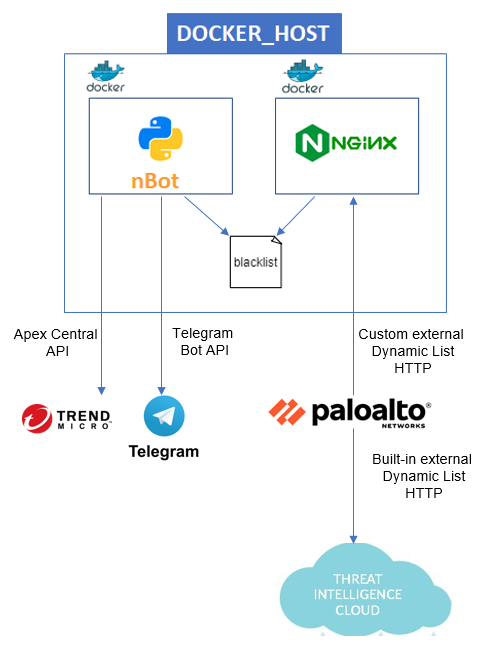 DOCKER_HOST
docker
docker
nBot
NGINX
blacklist
Apex Central
API
Telegram
Bot API
Custom external
Dynamic List
HTTP
TREND
MICRO
Telegram
paloalto®
NETWORKS
Built-in external
Dynamic List
HTTP
THREAT
INTELLIGENCE
CLOUD